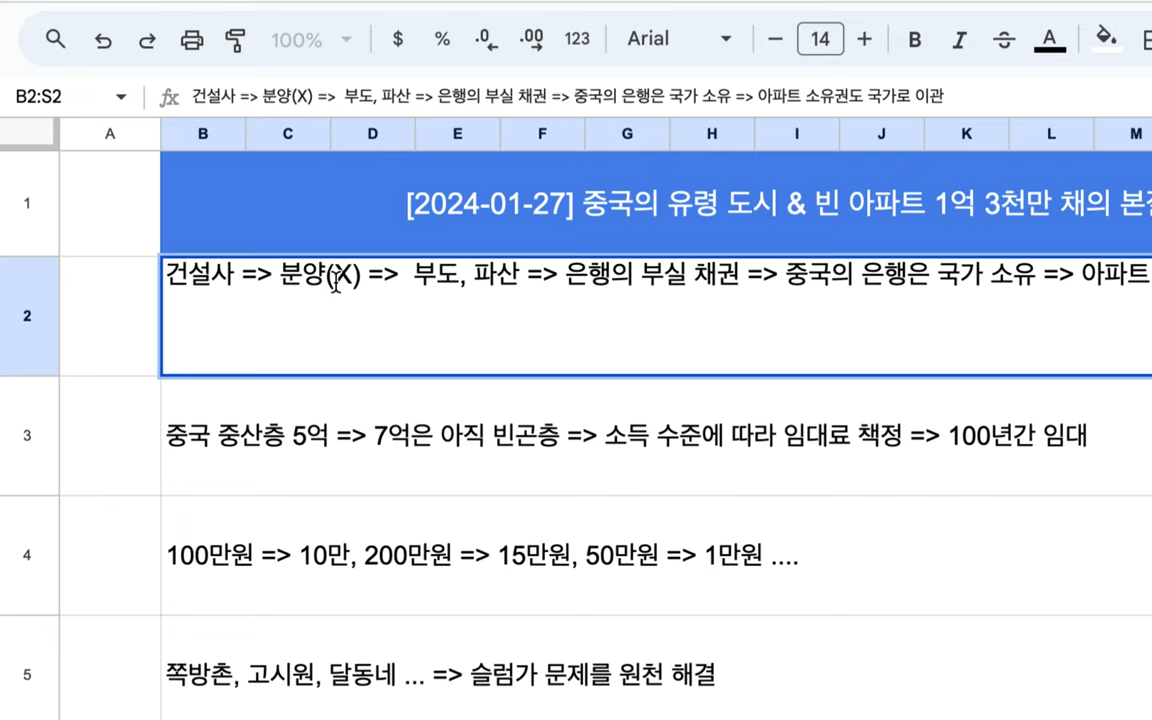 100%
$ % .0 .00 123 Arial 14 B I S A
B2:S2 fx 건설사 => 분양(X) => 부도, 파산 => 은행의 부실 채권 => 중국의 은행은 국가 소유 => 아파트 소유권도 국가로 이관
A B C D E F G H I J K L M
1 [2024-01-27] 중국의 유령 도시 & 빈 아파트 1억 3천만 채의
2 건설사 => 분양(X) => 부도, 파산 => 은행의 부실 채권 => 중국의 은행은 국가 소유 => 아파트
3 중국 중산층 5억 => 7억은 아직 빈곤층 => 소득 수준에 따라 임대료 책정 => 100년간 임대
4 100만원 => 10만, 200만원 => 15만원, 50만원 => 1만원 ....
5 쪽방촌, 고시원, 달동네 ... => 슬럼가 문제를 원천 해결